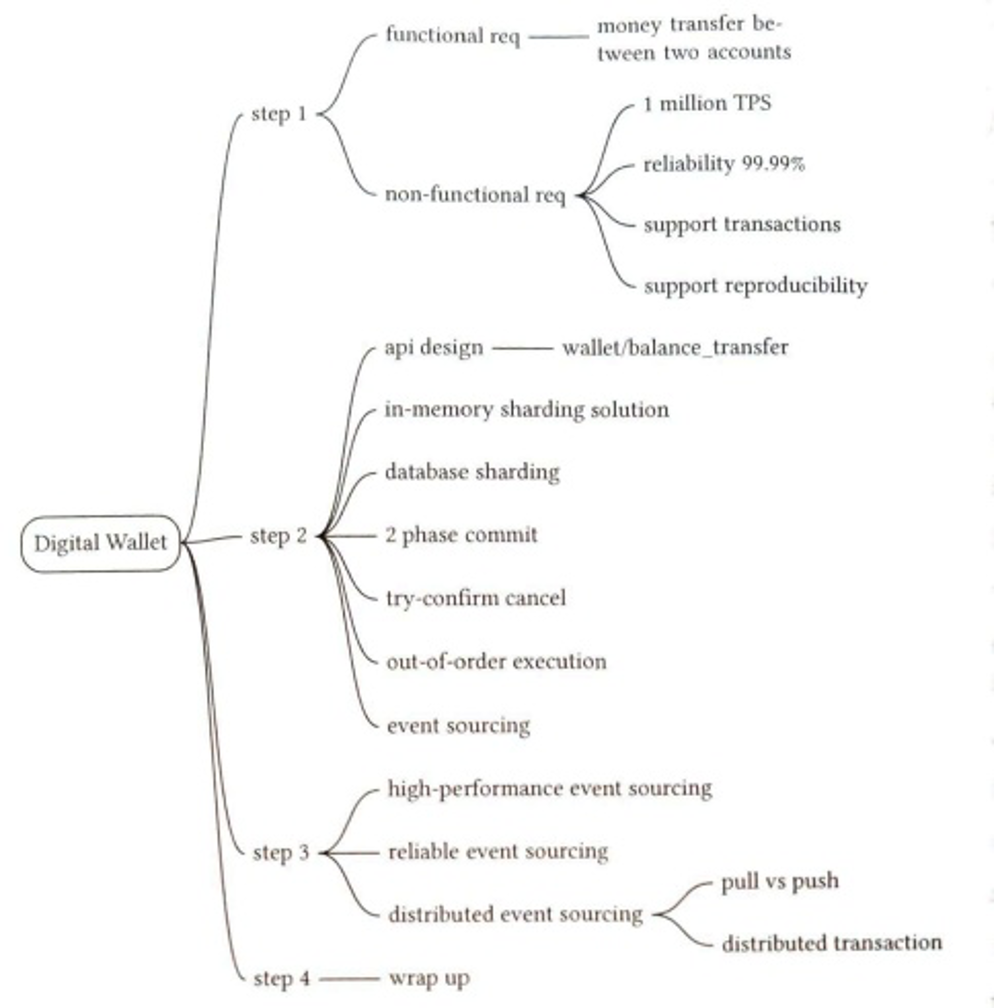 Digital Wallet
step 1
functional req
money transfer be-
tween two accounts
non-functional req
1 million TPS
reliability 99.99%
support transactions
support reproducibility
step 2
api design
wallet/balance_transfer
in-memory sharding solution
database sharding
2 phase commit
try-confirm cancel
out-of-order execution
event sourcing
step 3
high-performance event sourcing
reliable event sourcing
distributed event sourcing
pull vs push
distributed transaction
step 4
wrap up